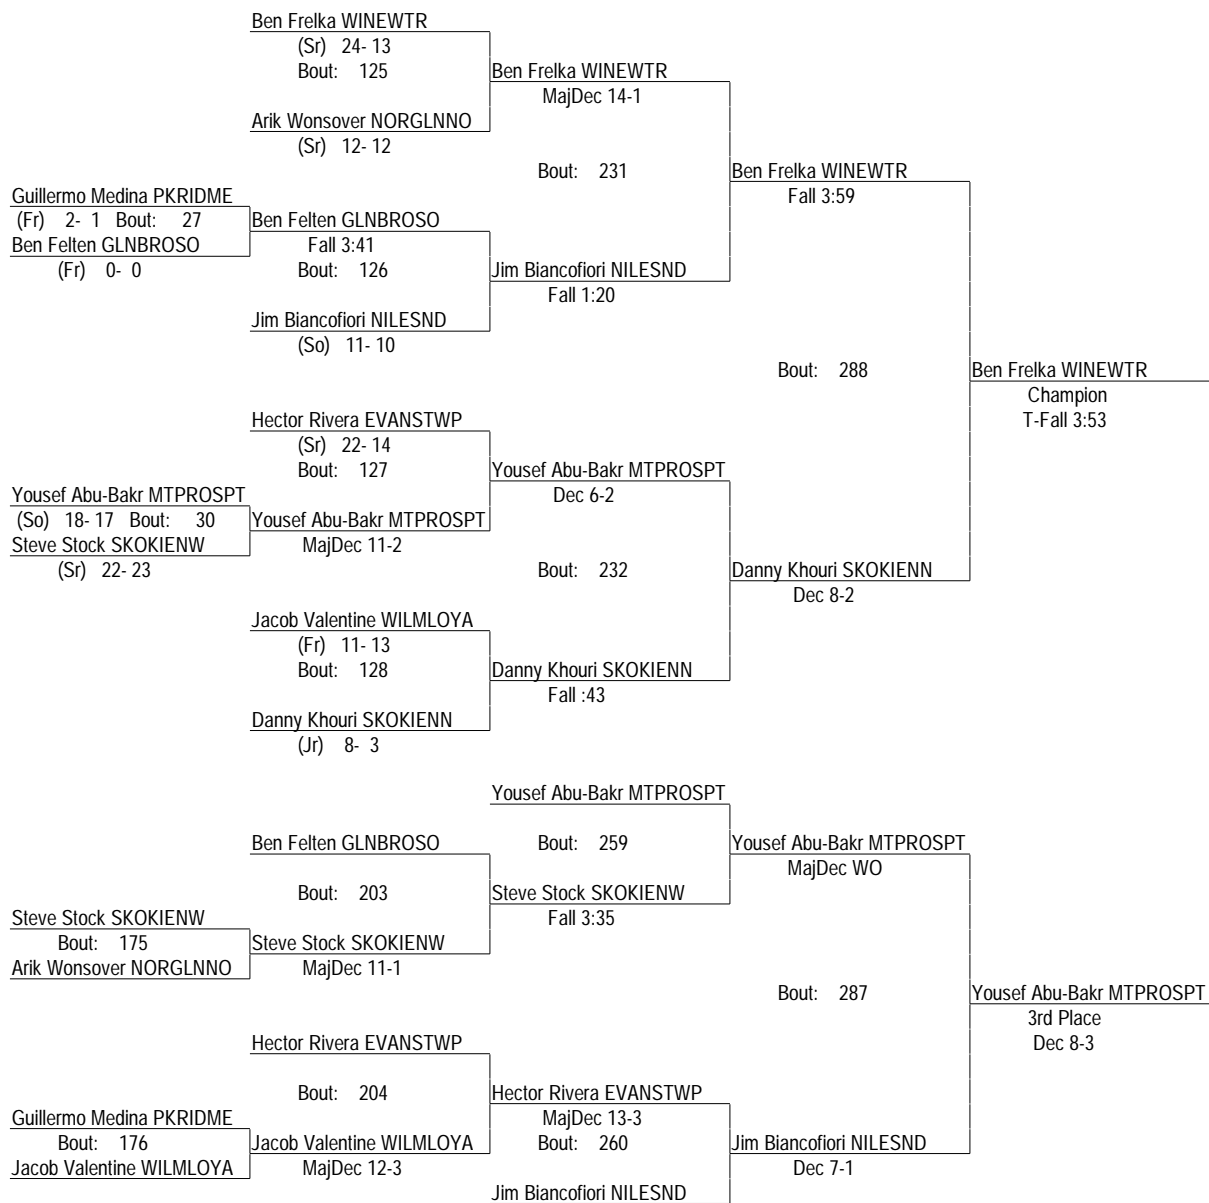 Ben Frelka WINEWTR
(Sr) 24- 13
Bout: 125
Ben Frelka WINEWTR
MajDec 14-1
Arik Wonsover NORGLNNO
(Sr) 12- 12
Bout: 231
Ben Frelka WINEWTR
Fall 3:59
Guillermo Medina PKRIDME
(Fr) 2- 1 Bout: 27
Ben Felten GLNBROSO
Ben Felten GLNBROSO
Fall 3:41
(Fr) 0- 0
Bout: 126
Jim Biancofiori NILESND
Fall 1:20
Jim Biancofiori NILESND
(So) 11- 10
Bout: 288
Ben Frelka WINEWTR
Champion
T-Fall 3:53
Hector Rivera EVANSTWP
(Sr) 22- 14
Bout: 127
Yousef Abu-Bakr MTPROSPT
Dec 6-2
Yousef Abu-Bakr MTPROSPT
(So) 18- 17 Bout: 30
Yousef Abu-Bakr MTPROSPT
Steve Stock SKOKIENW
MajDec 11-2
(Sr) 22- 23
Bout: 232
Danny Khouri SKOKIENN
Dec 8-2
Jacob Valentine WILMLOYA
(Fr) 11- 13
Bout: 128
Danny Khouri SKOKIENN
Fall :43
Danny Khouri SKOKIENN
(Jr) 8- 3
Yousef Abu-Bakr MTPROSPT
Ben Felten GLNBROSO
Bout: 259
Yousef Abu-Bakr MTPROSPT
MajDec WO
Bout: 203
Steve Stock SKOKIENW
Fall 3:35
Steve Stock SKOKIENW
Bout: 175
Steve Stock SKOKIENW
Arik Wonsover NORGLNNO
MajDec 11-1
Bout: 287
Yousef Abu-Bakr MTPROSPT
3rd Place
Dec 8-3
Hector Rivera EVANSTWP
Bout: 204
Hector Rivera EVANSTWP
MajDec 13-3
Guillermo Medina PKRIDME
Bout: 176
Jacob Valentine WILMLOYA
Bout: 260
Jim Biancofiori NILESND
Jacob Valentine WILMLOYA
MajDec 12-3
Dec 7-1
Jim Biancofiori NILESND